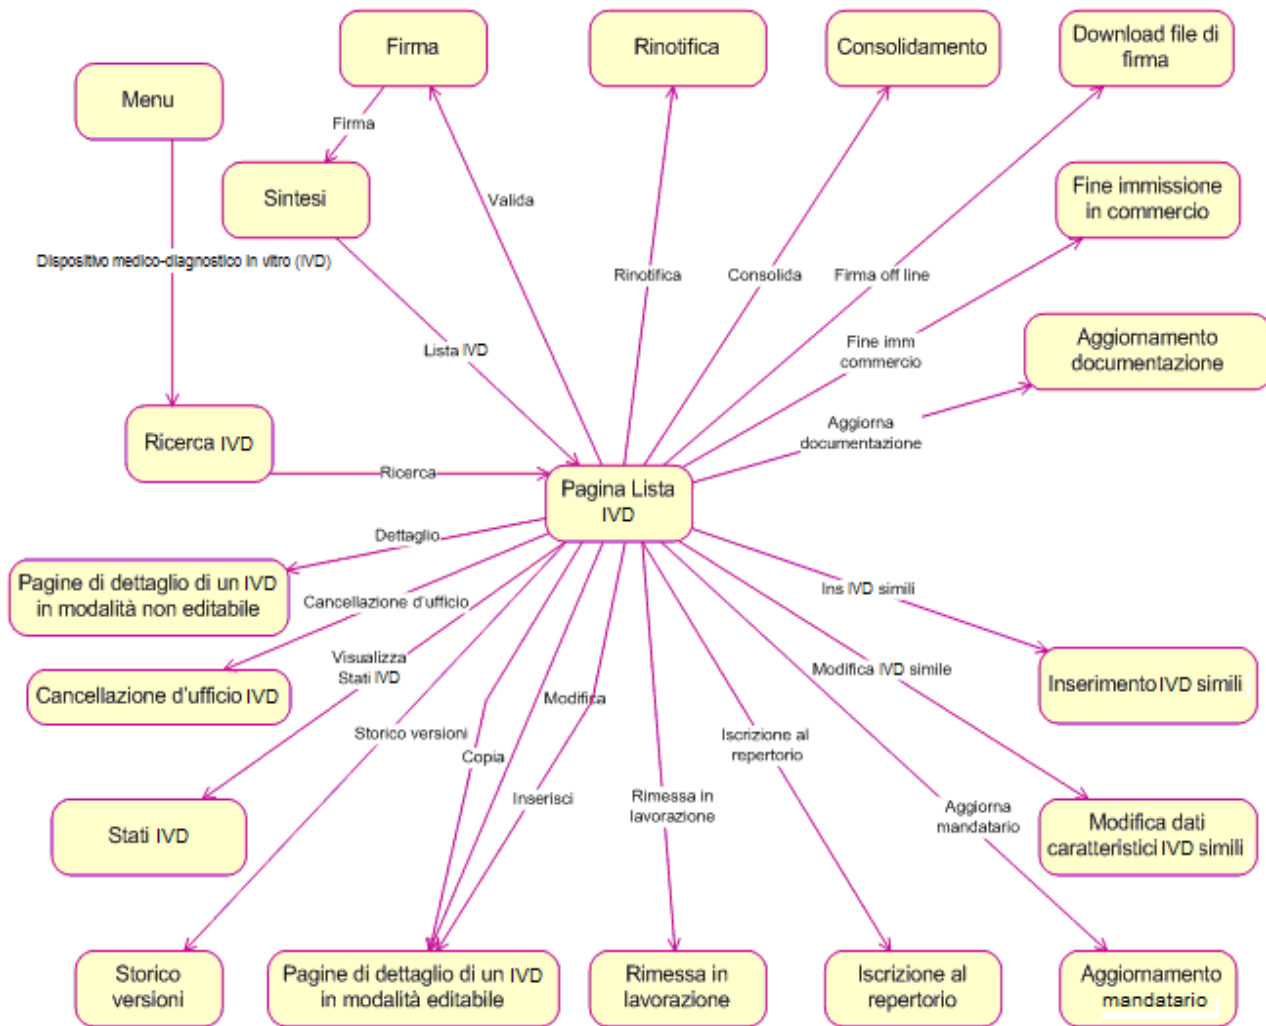 Firma
Rinotifica
Consolidamento
Download file di
firma
Menu
Firma
Sintesi
Valida
Fine immissione
in commercio
Dispositivo medico-diagnostico in vitro (IVD)
Rinotifica
Consolida
Firma off line
Lista IVD
Fine imm
commercio
Aggiornamento
documentazione
Ricerca IVD
Aggiorna
documentazione
Ricerca
Pagina Lista
IVD
Dettaglio
Pagine di dettaglio di un IVD
in modalità non editabile
Cancellazione d'ufficio
Ins IVD simili
Visualizza
Stati IVD
Modifica IVD simile
Cancellazione d'ufficio IVD
Modifica
Inserimento IVD simili
Storico versioni
Copia
Iscrizione al
repertorio
Inserisci
Rimessa in
lavorazione
Aggiorna
mandatario
Stati IVD
Modifica dati
caratteristici IVD simili
Storico
versioni
Pagine di dettaglio di un IVD
in modalità editabile
Rimessa in
lavorazione
Iscrizione al
repertorio
Aggiornamento
mandatario